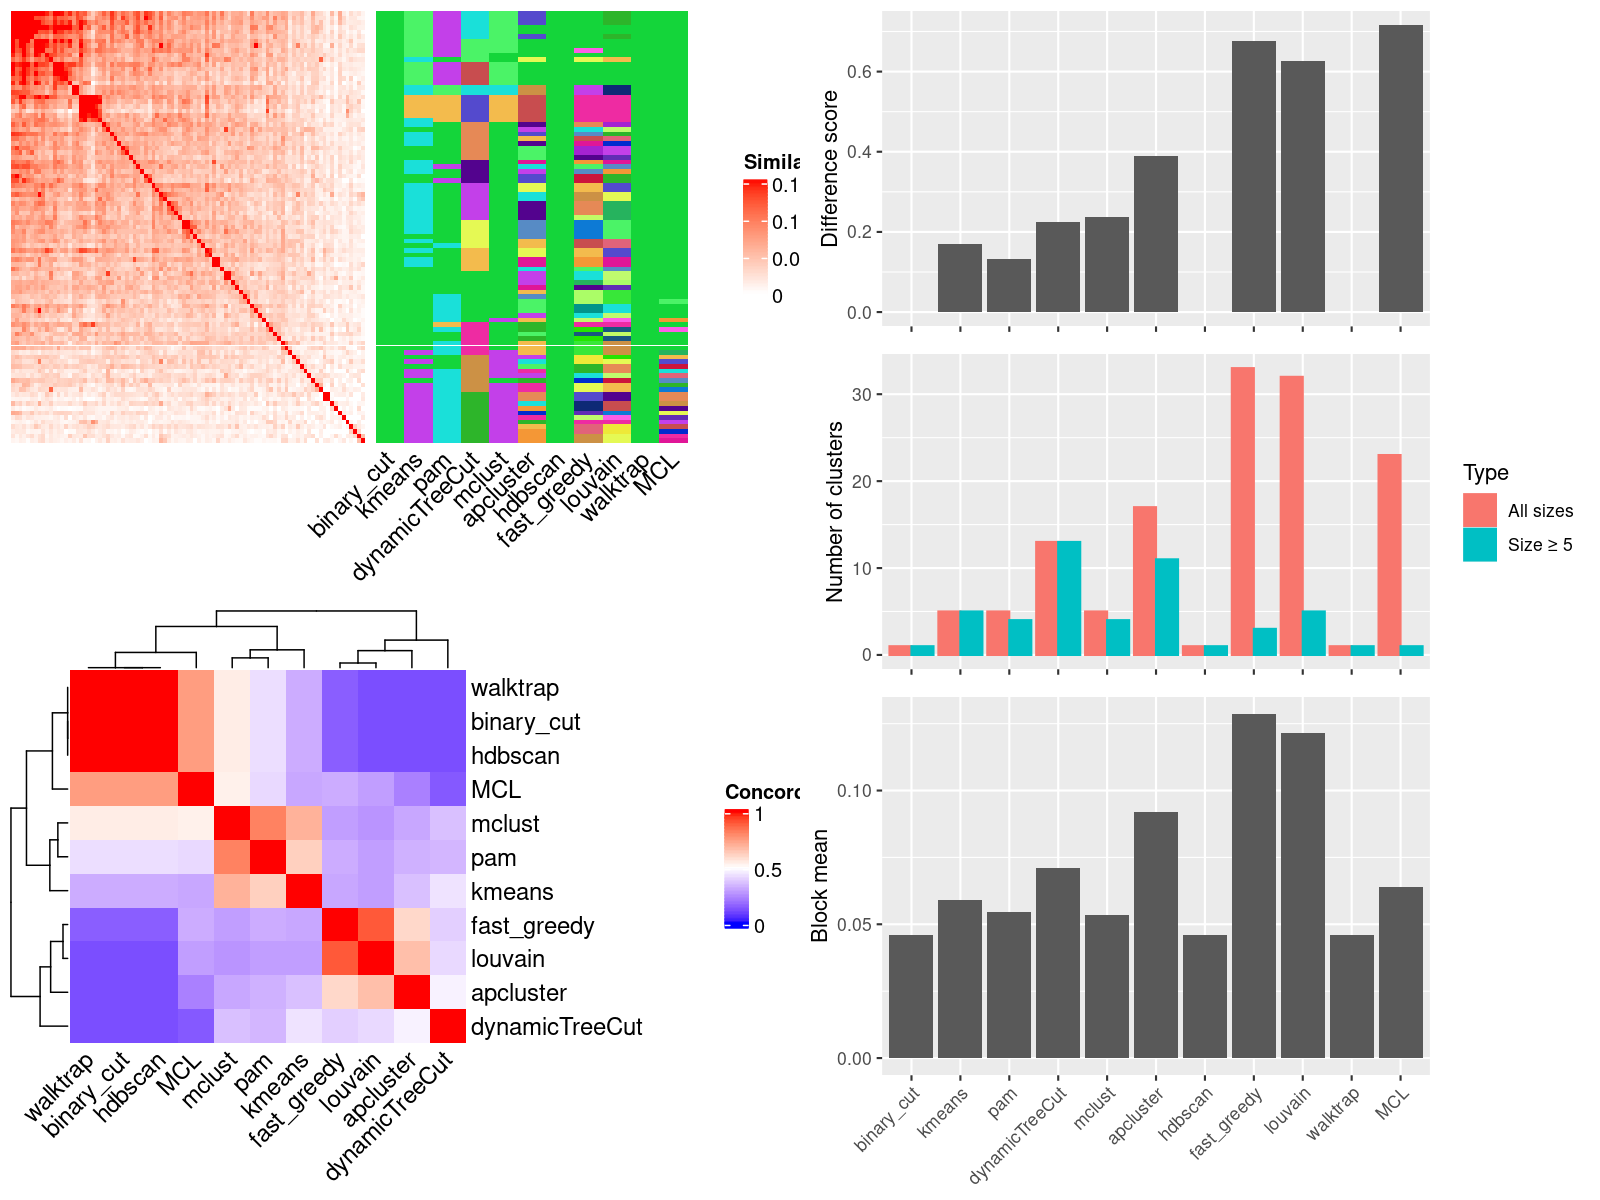 Simila
0.1
0.1
0.0
0
binary_cut
kmeans
pam
dynamicTreeCut
mclust
apcluster
hdbscan
fast_greedy
louvain
walktrap
MCL
walktrap
binary_cut
hdbscan
MCL
mclust
pam
kmeans
fast_greedy
louvain
apcluster
dynamicTreeCut
walktrap
binary_cut
hdbscan
MCL
mclust
pam
kmeans
fast_greedy
louvain
apcluster
dynamicTreeCut
Concord
1
0.5
0
Difference score
0.6
0.4
0.2
0.0
Number of clusters
30
20
10
0
Type
All sizes
Size ≥ 5
Block mean
0.10
0.05
0.00
binary_cut
kmeans
pam
dynamicTreeCut
mclust
apcluster
hdbscan
fast_greedy
louvain
walktrap
MCL